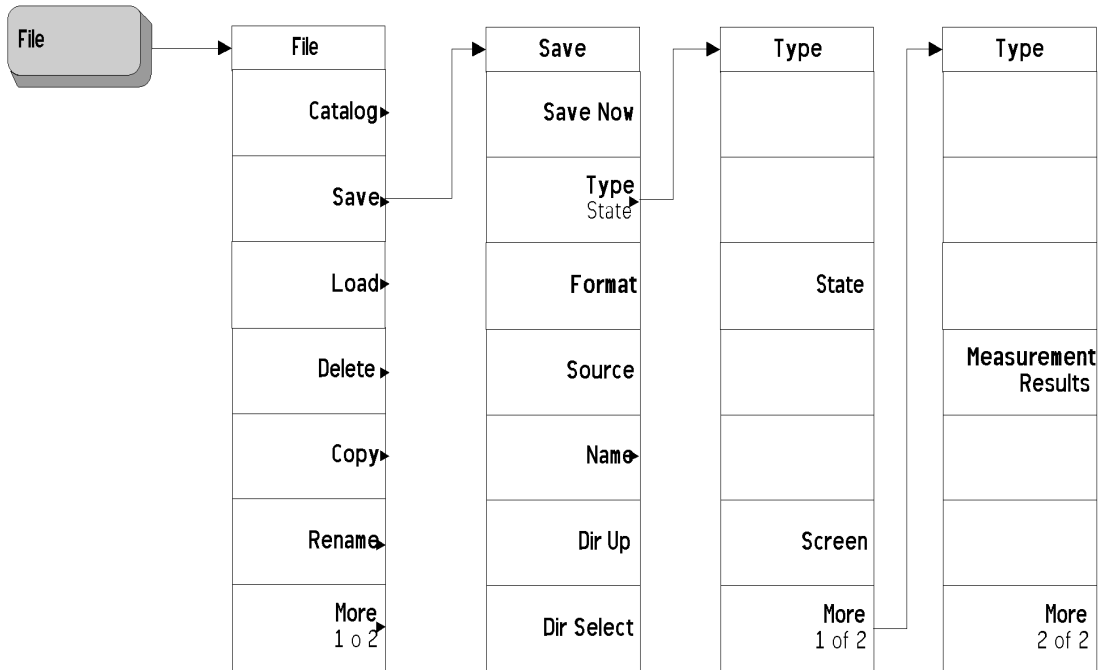 File
File
Catalog
Save
Load
Delete
Copy
Rename
More
1 o 2
Save
Save Now
Type
State
Format
Source
Name
Dir Up
Dir Select
Type
State
Screen
More
1 of 2
Type
Measurement
Results
More
2 of 2